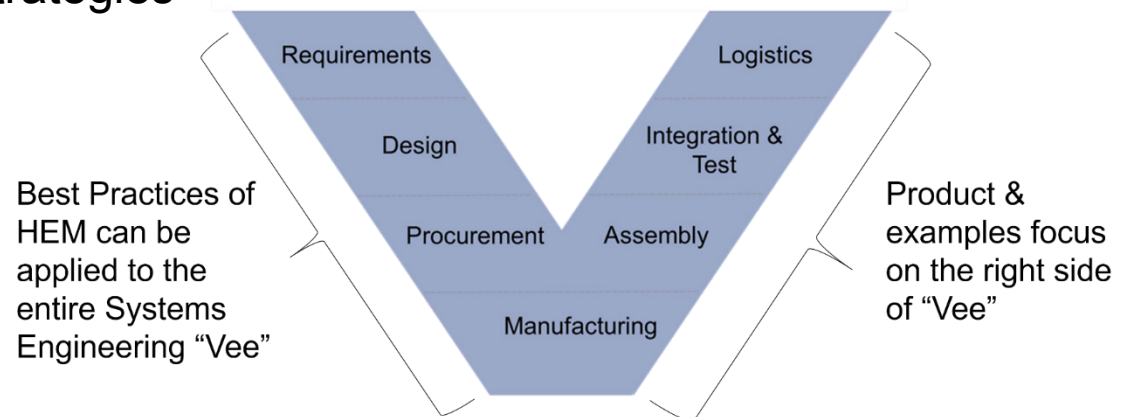 Requirements
Logistics
Design
Integration &
Test
Procurement
Assembly
Manufacturing
Best Practices of
HEM can be
applied to the
entire Systems
Engineering “Vee”
Product &
examples focus
on the right side
of “Vee”